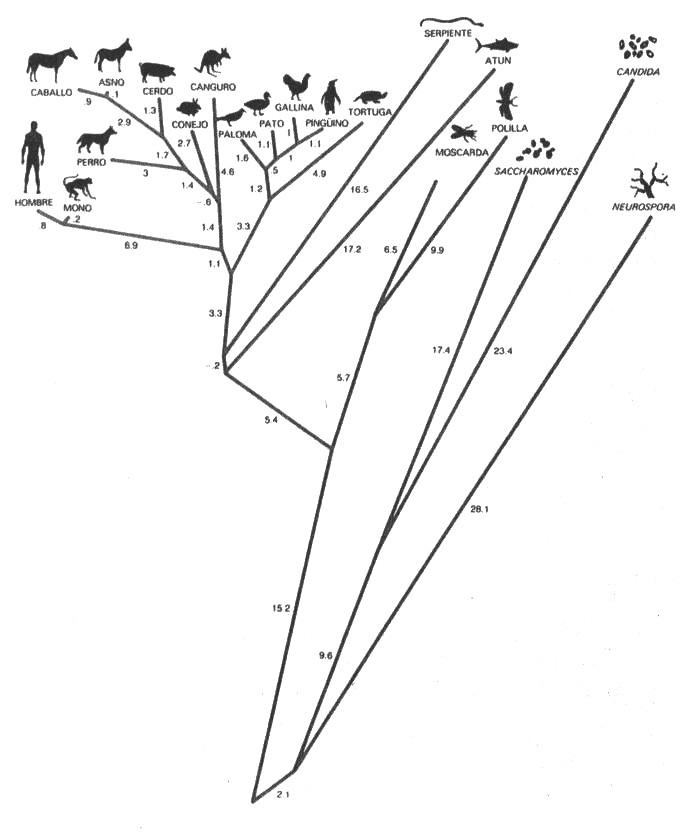 SERPIENTE
ATUN
CANDIDA
ASNO
CABALLO
CERDO
CANGURO
GALLINA
TORTUGA
CONEJO
PALOMA
PATO
PINGÜINO
POLILLA
MOSCARDA
PERRO
SACCHAROMYCES
HOMBRE
MONO
NEUROSPORA
.9
.1
2.9
1.3
2.7
1.7
3
1.4
4.6
-.6
1.6
1.1
.5
1
1
1.1
1.2
4.9
.8
.2
6.9
1.4
3.3
1.1
16.5
17.2
6.5
9.9
3.3
-.2
17.4
23.4
5.7
5.4
28.1
15.2
9.6
2.1